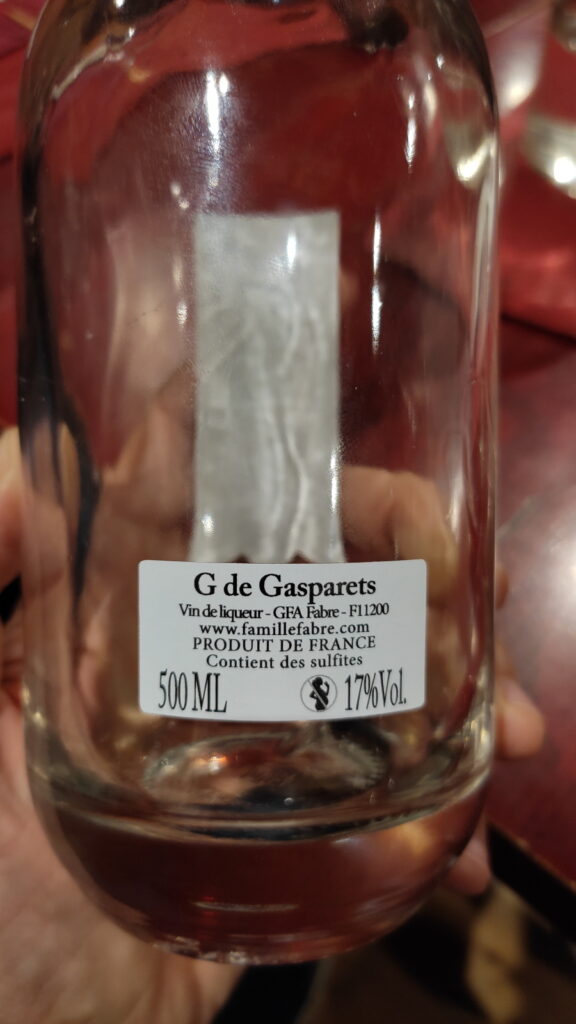 G de Gasparets
Vin de liqueur - GFA Fabre - F11200
www.famillefabre.com
PRODUIT DE FRANCE
Contient des sulfites
500 ML 17%Vol.